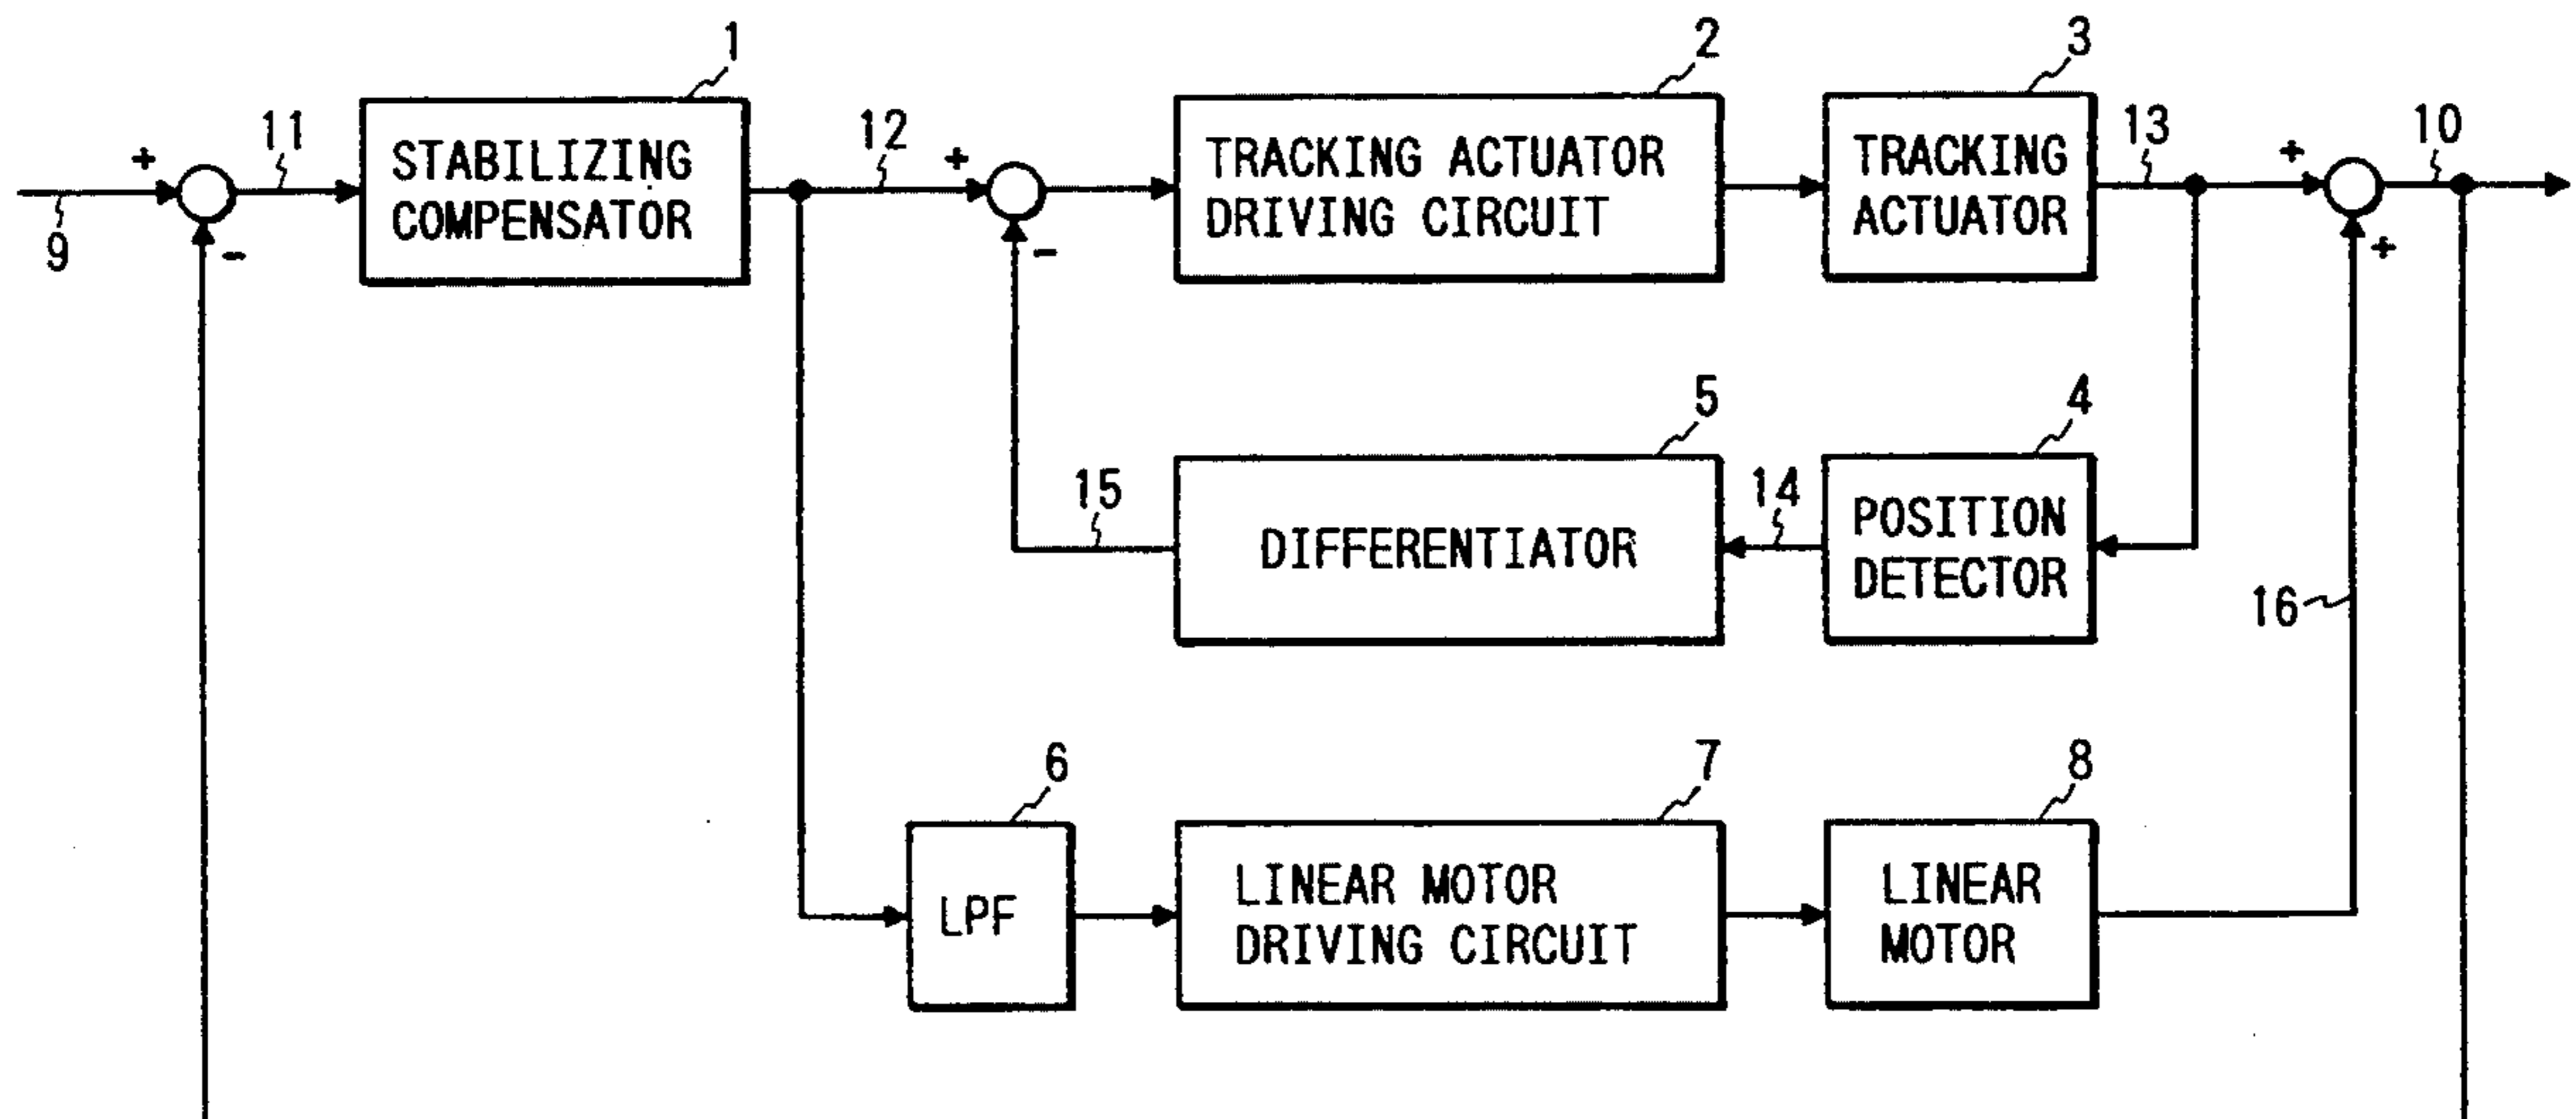 1
2
3
+
11
STABILIZING
COMPENSATOR
12
+
TRACKING ACTUATOR
DRIVING CIRCUIT
TRACKING
ACTUATOR
13
+
10
9
-
-
+
5
4
15
DIFFERENTIATOR
14
POSITION
DETECTOR
16
6
7
8
LPF
LINEAR MOTOR
DRIVING CIRCUIT
LINEAR
MOTOR